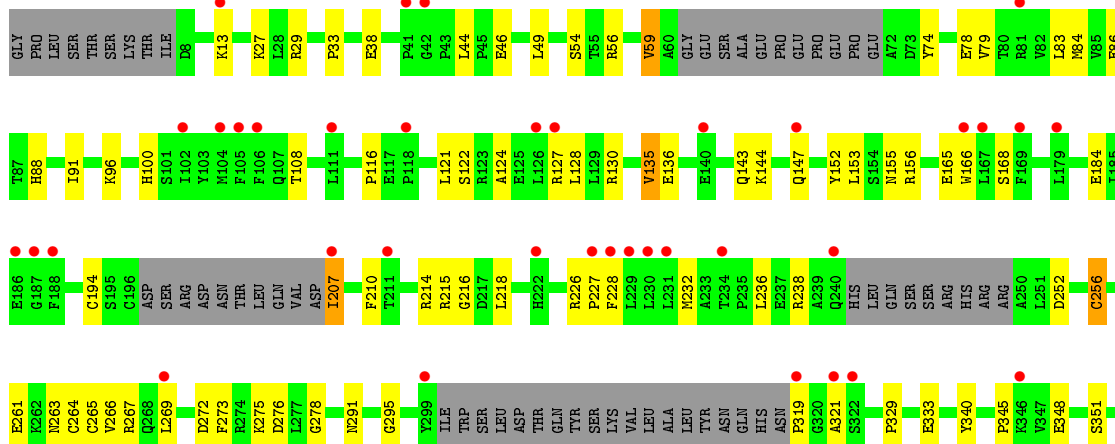 GLY PRO LEU SER THR SER LYS THR ILE D8 K13 K27 L28 R29 P33 E38 P41 G42 P43 L44 P45 E46 L49 S54 T55 R56 V59 A60 GLY GLU SER ALA GLU PRO GLU PRO GLU PRO GLU A72 D73 Y74 E78 V79 T80 R81 V82 L83 M84 V85
T87 H88 I91 K96 H100 S101 I102 Y103 M104 F105 F106 Q107 T108 L111 P116 E117 P118 L121 S122 R123 A124 E125 L126 R127 L128 L129 R130 V135 E136 E140 Q143 K144 Q147 Y152 L153 S154 N155 R156 E165 W166 L167 S168 F169 L179 E184 L185
E186 G187 F188 C194 S195 C196 ASP SER ARG ASP ASN THR LEU GLN VAL ASP I207 F210 T211 R214 R215 G216 D217 L218 H222 R226 P227 F228 L229 L230 L231 M232 A233 T234 P235 L236 E237 R238 A239 Q240 HIS LEU GLN SER SER ARG HIS ARG ARG A250 L251 D252 C256
E261 K262 N263 C264 C265 V266 R267 Q268 L269 D272 F273 R274 K275 D276 L277 G278 N291 G295 Y299 ILE TRP SER LEU ASP THR GLN TYR SER LYS VAL LEU ALA LEU TYR ASN GLN HIS ASN P319 G320 A321 S322 P329 E333 Y340 P345 K346 V347 E348 S351